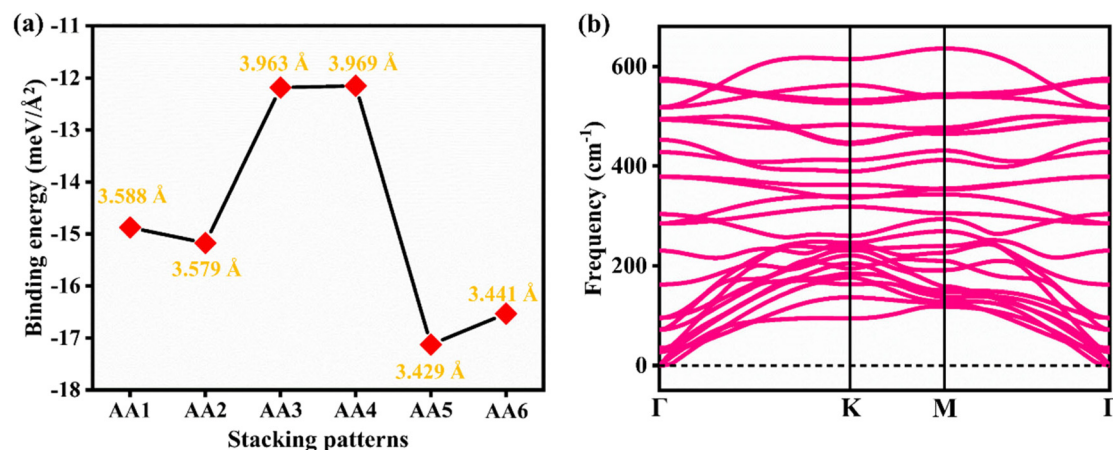 (a)
-11
-12
-13
-14
-15
-16
-17
-18
Binding energy (meV/Å²)
3.588 Å
3.579 Å
3.963 Å
3.969 Å
3.429 Å
3.441 Å
AA1 AA2 AA3 AA4 AA5 AA6
Stacking patterns
(b)
600
400
200
0
Frequency (cm⁻¹)
Γ K M Γ